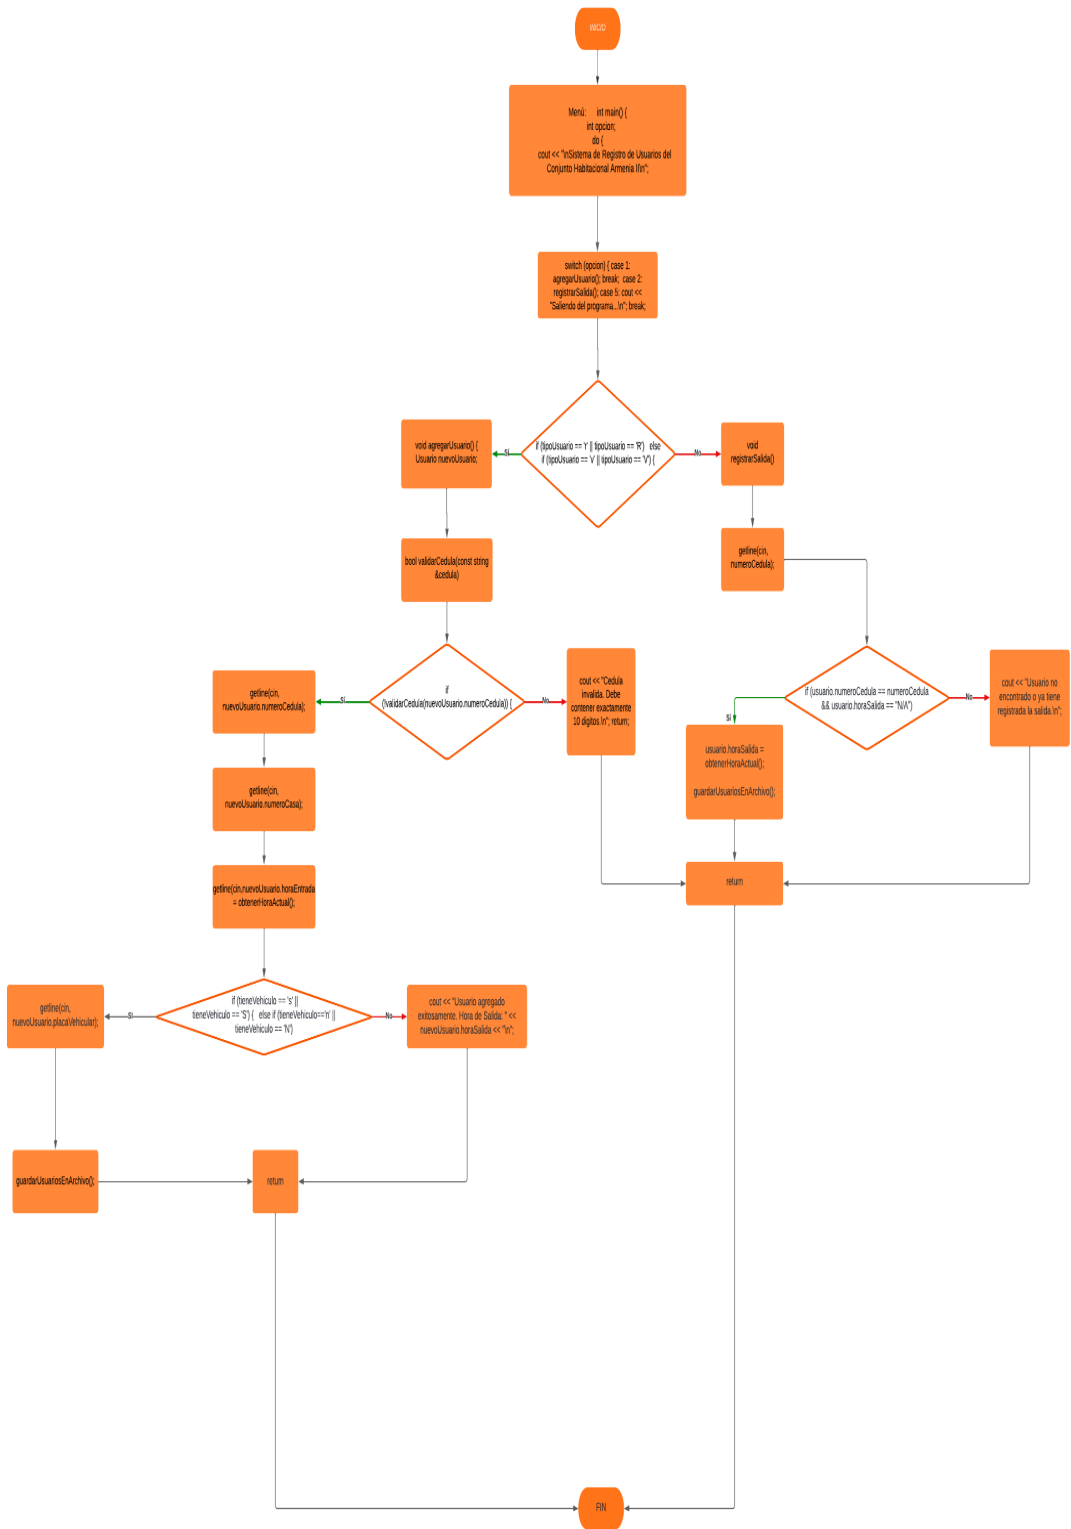 INICIO
Menú: int main() {
int opcion;
do {
cout << "\nSistema de Registro de Usuarios del
Conjunto Habitacional Armenia II\n";
switch (opcion) { case 1:
agregarUsuario(); break; case 2:
registrarSalida(); case 5: cout <<
"Saliendo del programa...\n"; break;
if (tipoUsuario == 'r' || tipoUsuario == 'R') else
if (tipoUsuario == 'v' || tipoUsuario == 'V') {
Sí
No
void agregarUsuario() {
Usuario nuevoUsuario;
void
registrarSalida()
bool validarCedula(const string
&cedula)
getline(cin,
numeroCedula);
if
(!validarCedula(nuevoUsuario.numeroCedula)) {
Sí
No
getline(cin,
nuevoUsuario.numeroCedula);
cout << "Cedula
invalida. Debe
contener exactamente
10 digitos.\n"; return;
if (usuario.numeroCedula == numeroCedula
&& usuario.horaSalida == "N/A")
Sí
No
cout << "Usuario no
encontrado o ya tiene
registrada la salida.\n";
usuario.horaSalida =
obtenerHoraActual();
guardarUsuariosEnArchivo();
getline(cin,
nuevoUsuario.numeroCasa);
getline(cin,nuevoUsuario.horaEntrada
= obtenerHoraActual();
return
if (tieneVehiculo == 's' ||
tieneVehiculo == 'S') { else if (tieneVehiculo=='n' ||
tieneVehiculo == 'N')
Sí
No
getline(cin,
nuevoUsuario.placaVehicular);
cout << "Usuario agregado
exitosamente. Hora de Salida: " <<
nuevoUsuario.horaSalida << "\n";
guardarUsuariosEnArchivo();
return
FIN